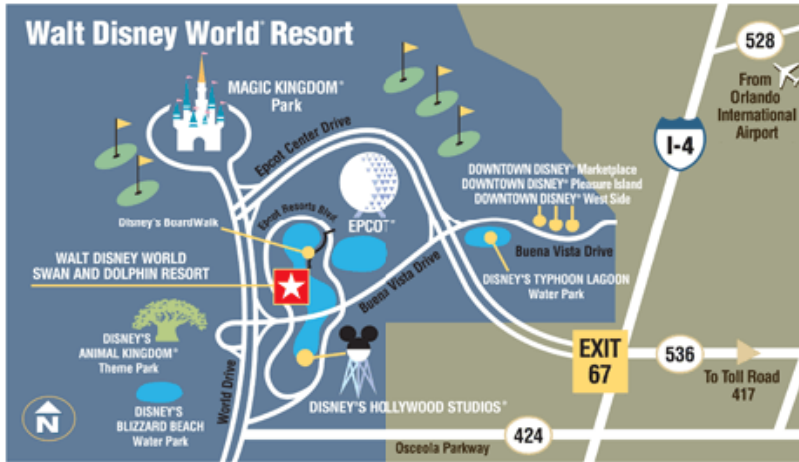 Walt Disney World® Resort
528
MAGIC KINGDOM®
Park
From
Orlando
International
Airport
I-4
Epcot Center Drive
DOWNTOWN DISNEY® Marketplace
DOWNTOWN DISNEY® Pleasure Island
DOWNTOWN DISNEY® West Side
Disney's BoardWalk
Epcot Resorts Blvd
EPCOT®
WALT DISNEY WORLD
SWAN AND DOLPHIN RESORT
Buena Vista Drive
Buena Vista Drive
DISNEY'S TYPHOON LAGOON
Water Park
DISNEY'S
ANIMAL KINGDOM®
Theme Park
World Drive
EXIT
67
536
To Toll Road
417
DISNEY'S
BLIZZARD BEACH
Water Park
DISNEY'S HOLLYWOOD STUDIOS®
N
Osceola Parkway
424